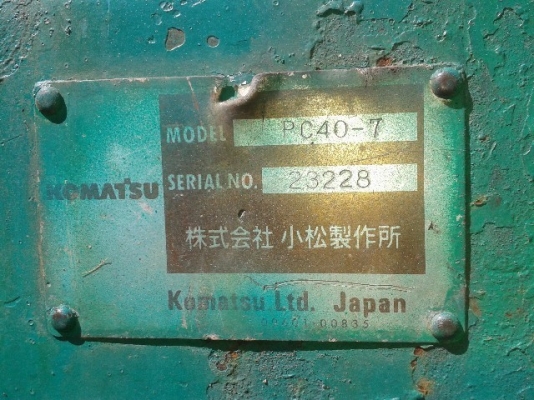 MODEL PC40-7
KOMATSU
SERIAL NO. 23228
株式会社 小松製作所
Komatsu Ltd. Japan